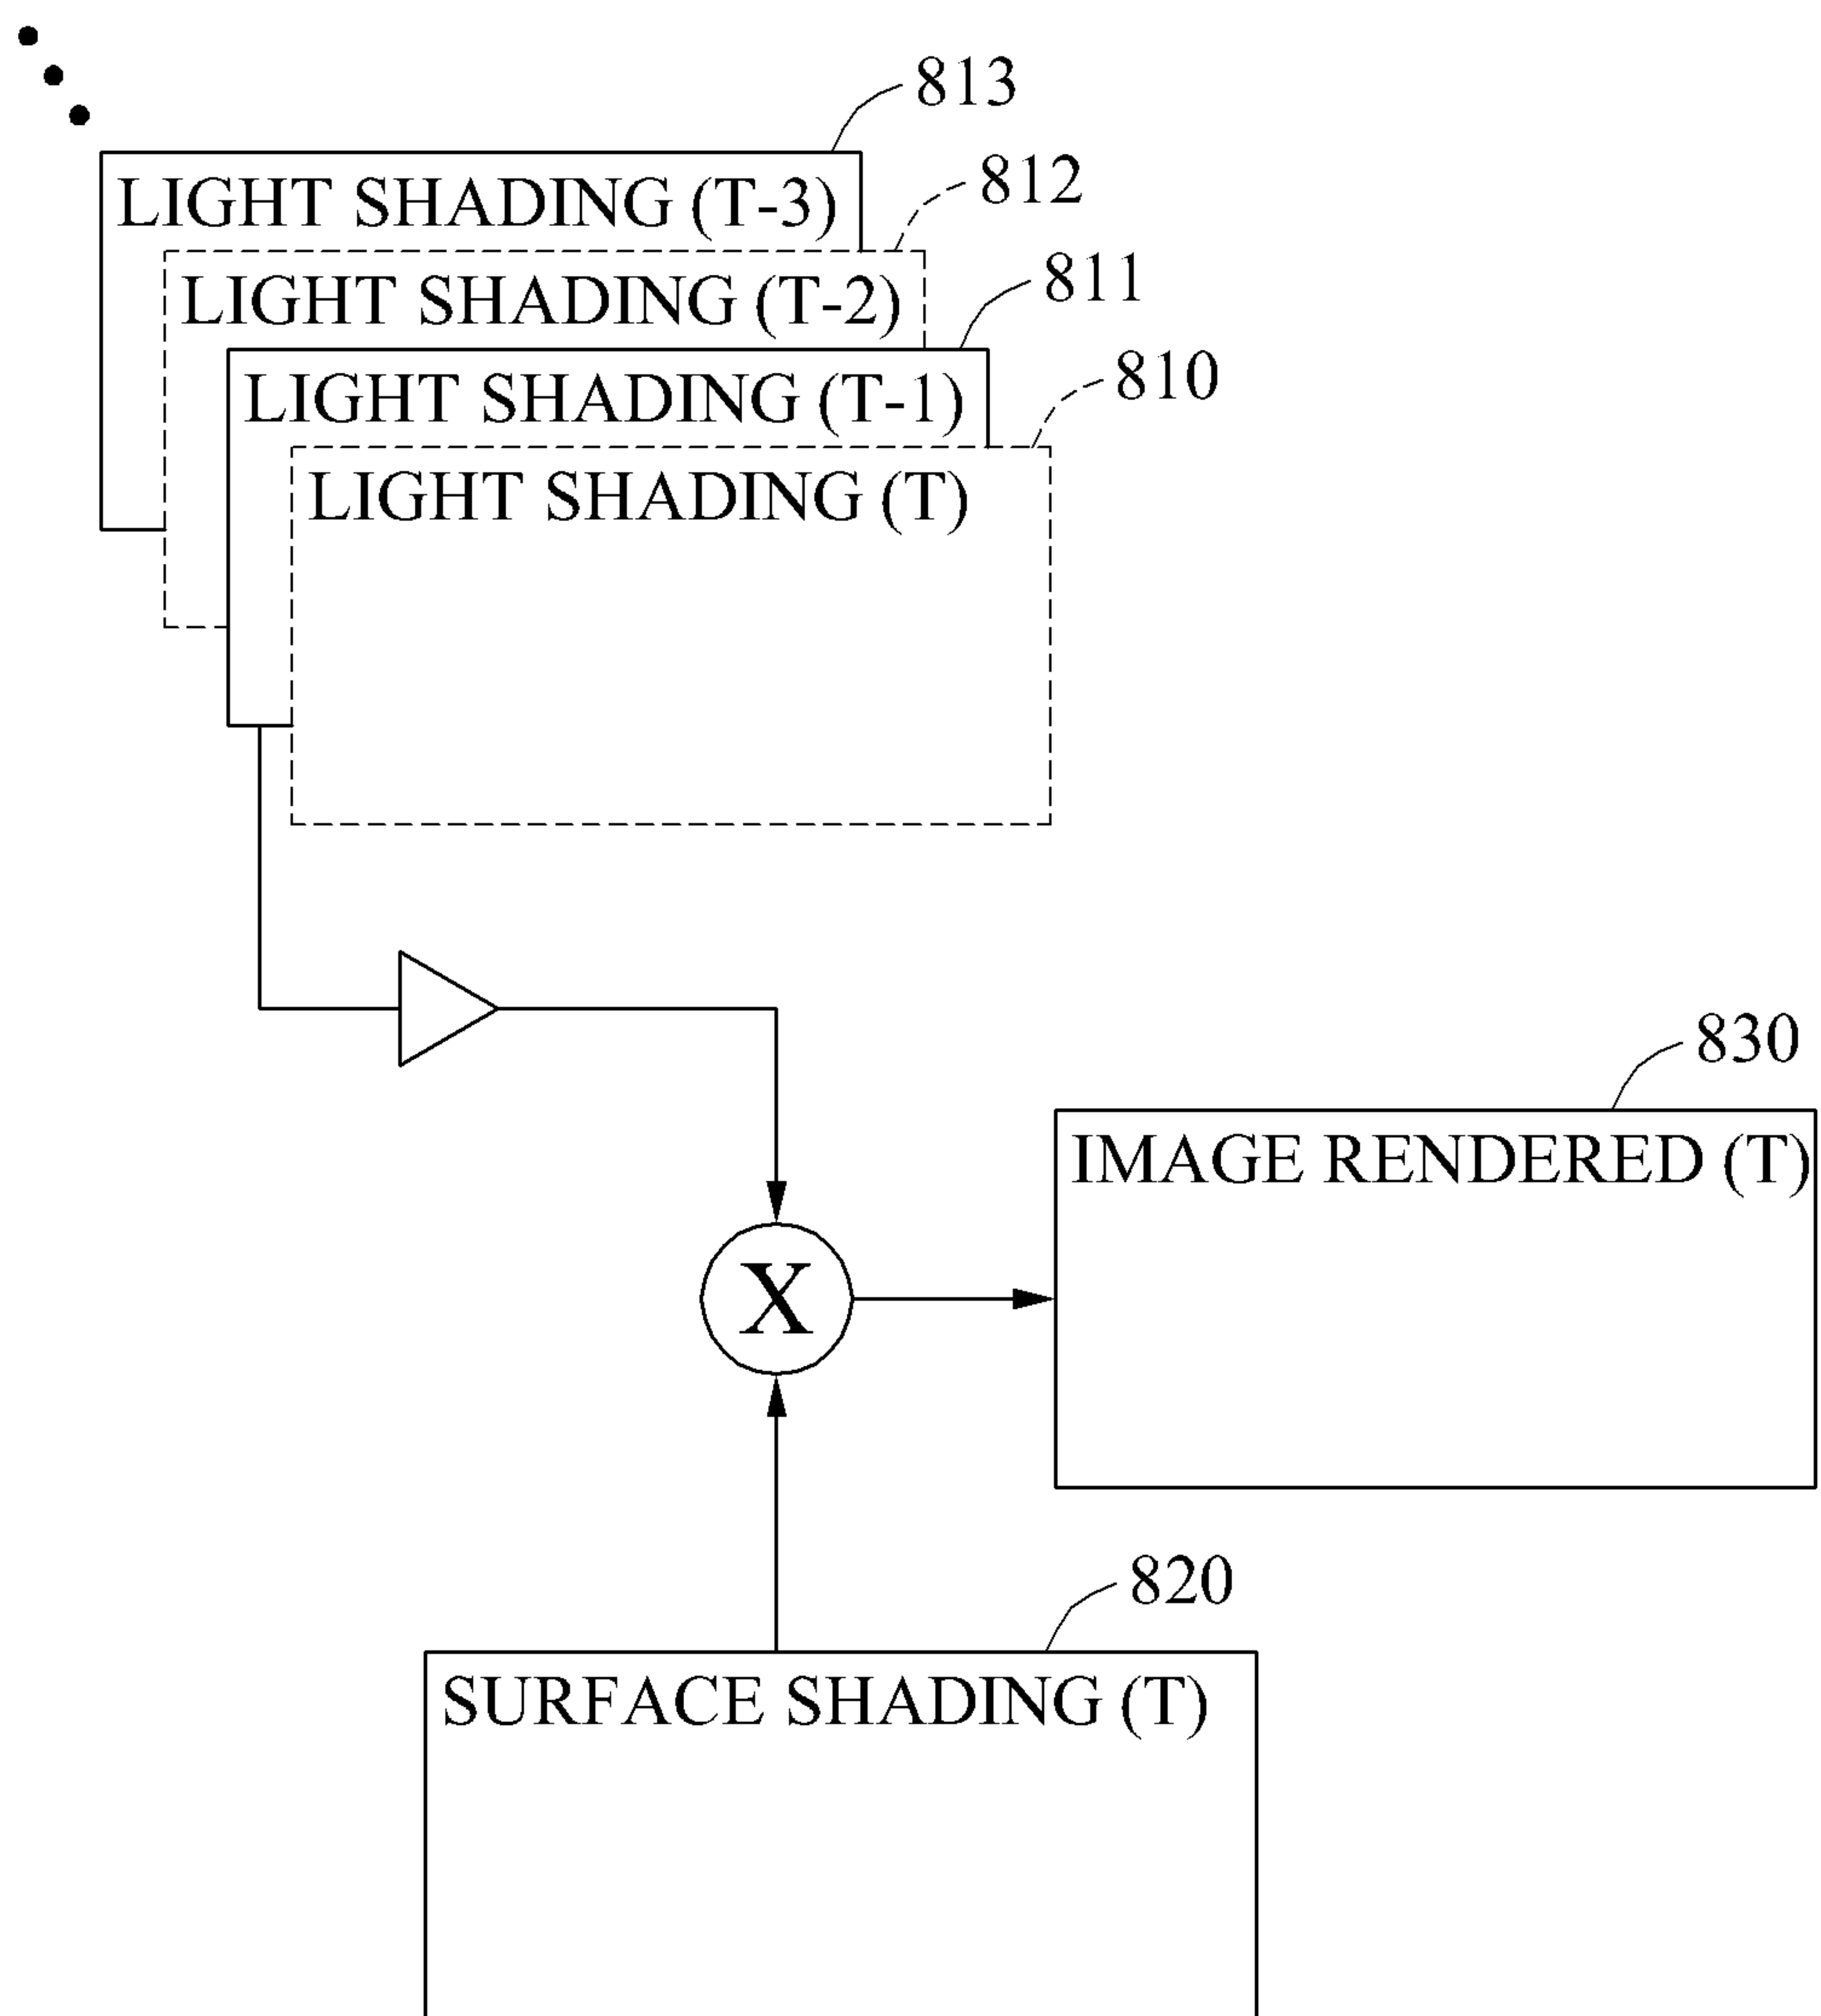 813
LIGHT SHADING (T-3)
812
LIGHT SHADING (T-2)
811
LIGHT SHADING (T-1)
810
LIGHT SHADING (T)
830
IMAGE RENDERED (T)
X
820
SURFACE SHADING (T)